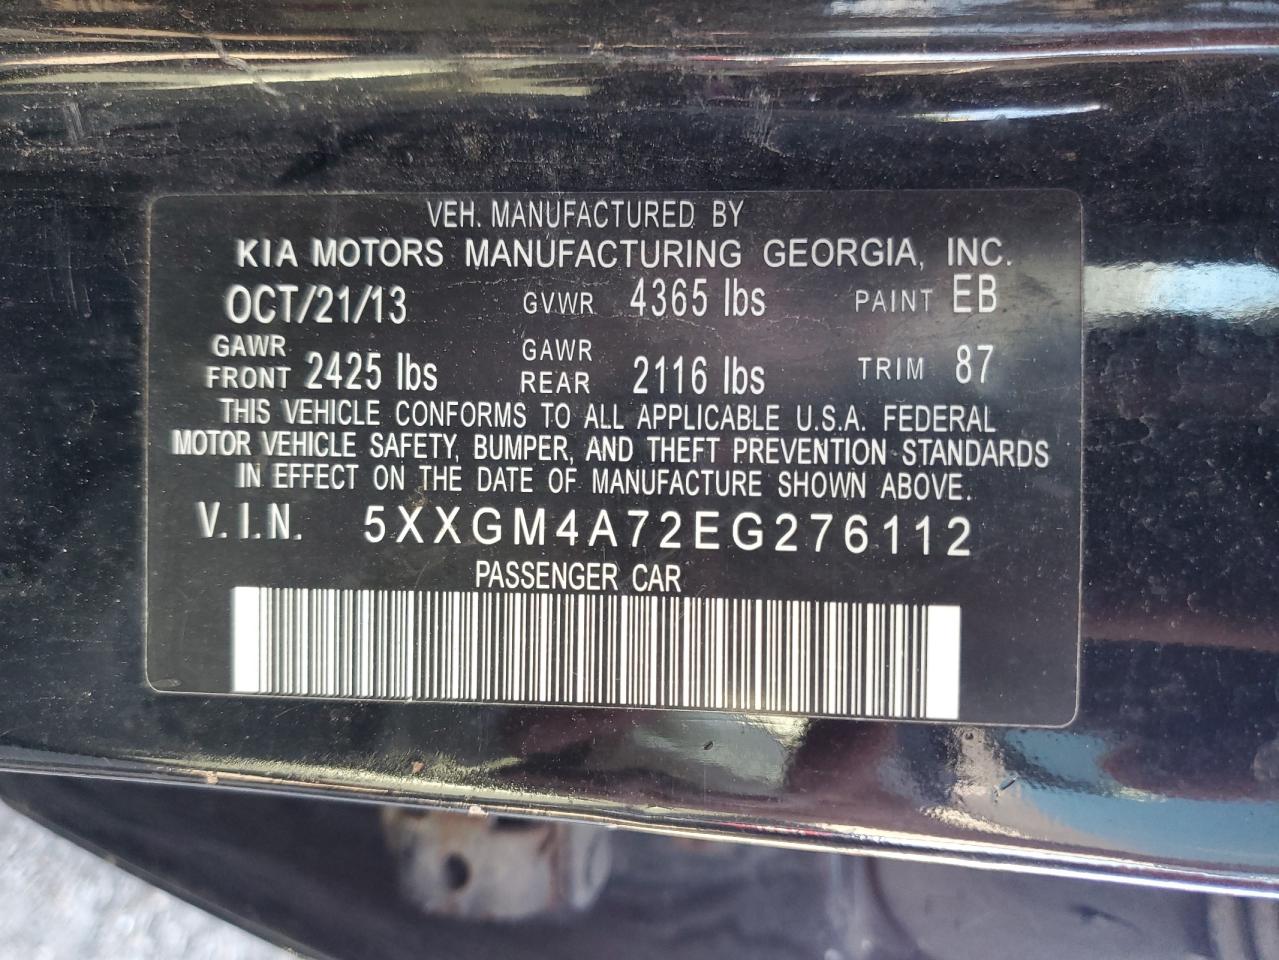 VEH. MANUFACTURED BY
KIA MOTORS MANUFACTURING GEORGIA, INC.
OCT/21/13 GVWR 4365 lbs PAINT EB
GAWR FRONT 2425 lbs GAWR REAR 2116 lbs TRIM 87
THIS VEHICLE CONFORMS TO ALL APPLICABLE U.S.A. FEDERAL
MOTOR VEHICLE SAFETY, BUMPER, AND THEFT PREVENTION STANDARDS
IN EFFECT ON THE DATE OF MANUFACTURE SHOWN ABOVE.
V.I.N. 5XXGM4A72EG276112
PASSENGER CAR